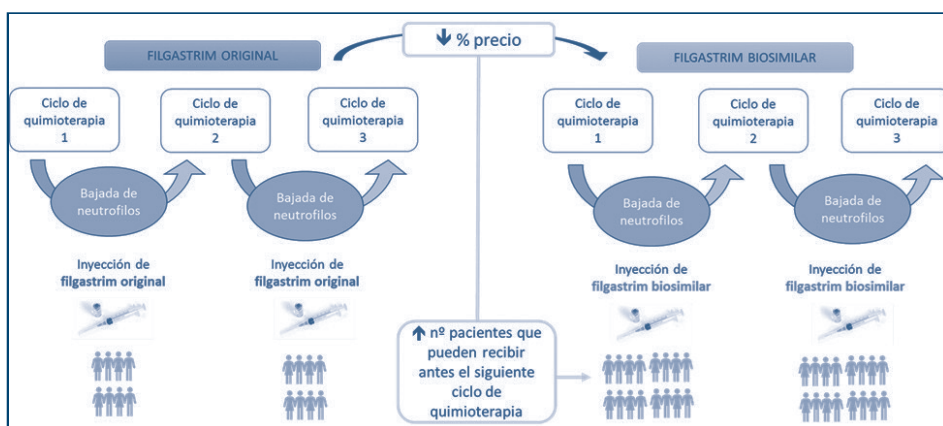 ↓ % precio
FILGASTRIM ORIGINAL
FILGASTRIM BIOSIMILAR
Ciclo de
quimioterapia
1
Ciclo de
quimioterapia
2
Ciclo de
quimioterapia
3
Bajada de
neutrofilos
Bajada de
neutrofilos
Inyección de
filgastrim original
Inyección de
filgastrim original
Ciclo de
quimioterapia
1
Ciclo de
quimioterapia
2
Ciclo de
quimioterapia
3
Bajada de
neutrofilos
Bajada de
neutrofilos
Inyección de
filgastrim biosimilar
Inyección de
filgastrim biosimilar
↑ nº pacientes que
pueden recibir
antes el siguiente
ciclo de
quimioterapia